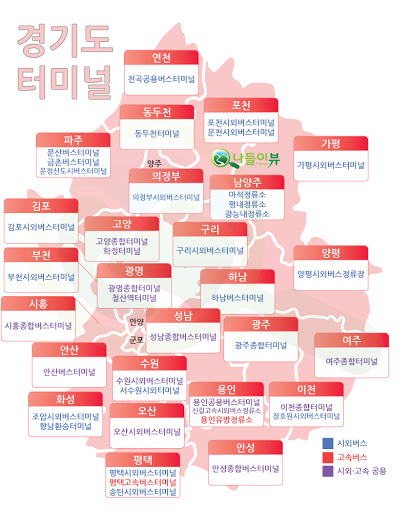 경기도
터미널
연천
전곡공용버스터미널
동두천
동두천터미널
포천
포천시외버스터미널
운천시외버스터미널
파주
문산버스터미널
금촌버스터미널
운정신도시버스터미널
양주
나들이뷰
가평
가평시외버스터미널
의정부
의정부시외버스터미널
남양주
마석정류소
평내정류소
광능내정류소
김포
김포시외버스터미널
고양
고양종합터미널
화정터미널
구리
구리시외버스터미널
부천
부천시외버스터미널
광명
광명종합터미널
철산역터미널
하남
하남버스터미널
양평
양평시외버스정류장
시흥
시흥종합버스터미널
안양
군포
성남
성남종합버스터미널
광주
광주종합터미널
여주
여주종합터미널
안산
안산버스터미널
수원
수원시외버스터미널
서수원시외터미널
화성
조암시외버스터미널
향남환승터미널
오산
오산시외버스터미널
용인
용인공용버스터미널
신갈고속시외버스정류소
용인유방정류소
이천
이천종합터미널
장호원시외버스터미널
평택
평택시외버스터미널
평택고속버스터미널
송탄시외버스터미널
안성
안성종합버스터미널
시외버스
고속버스
시외·고속 공용